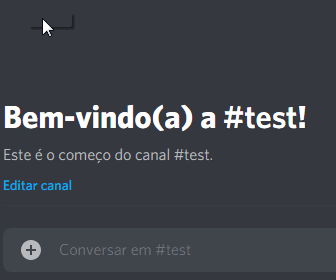 Bem-vindo(a) a #test!
Este é o começo do canal #test.
Editar canal
Conversar em #test